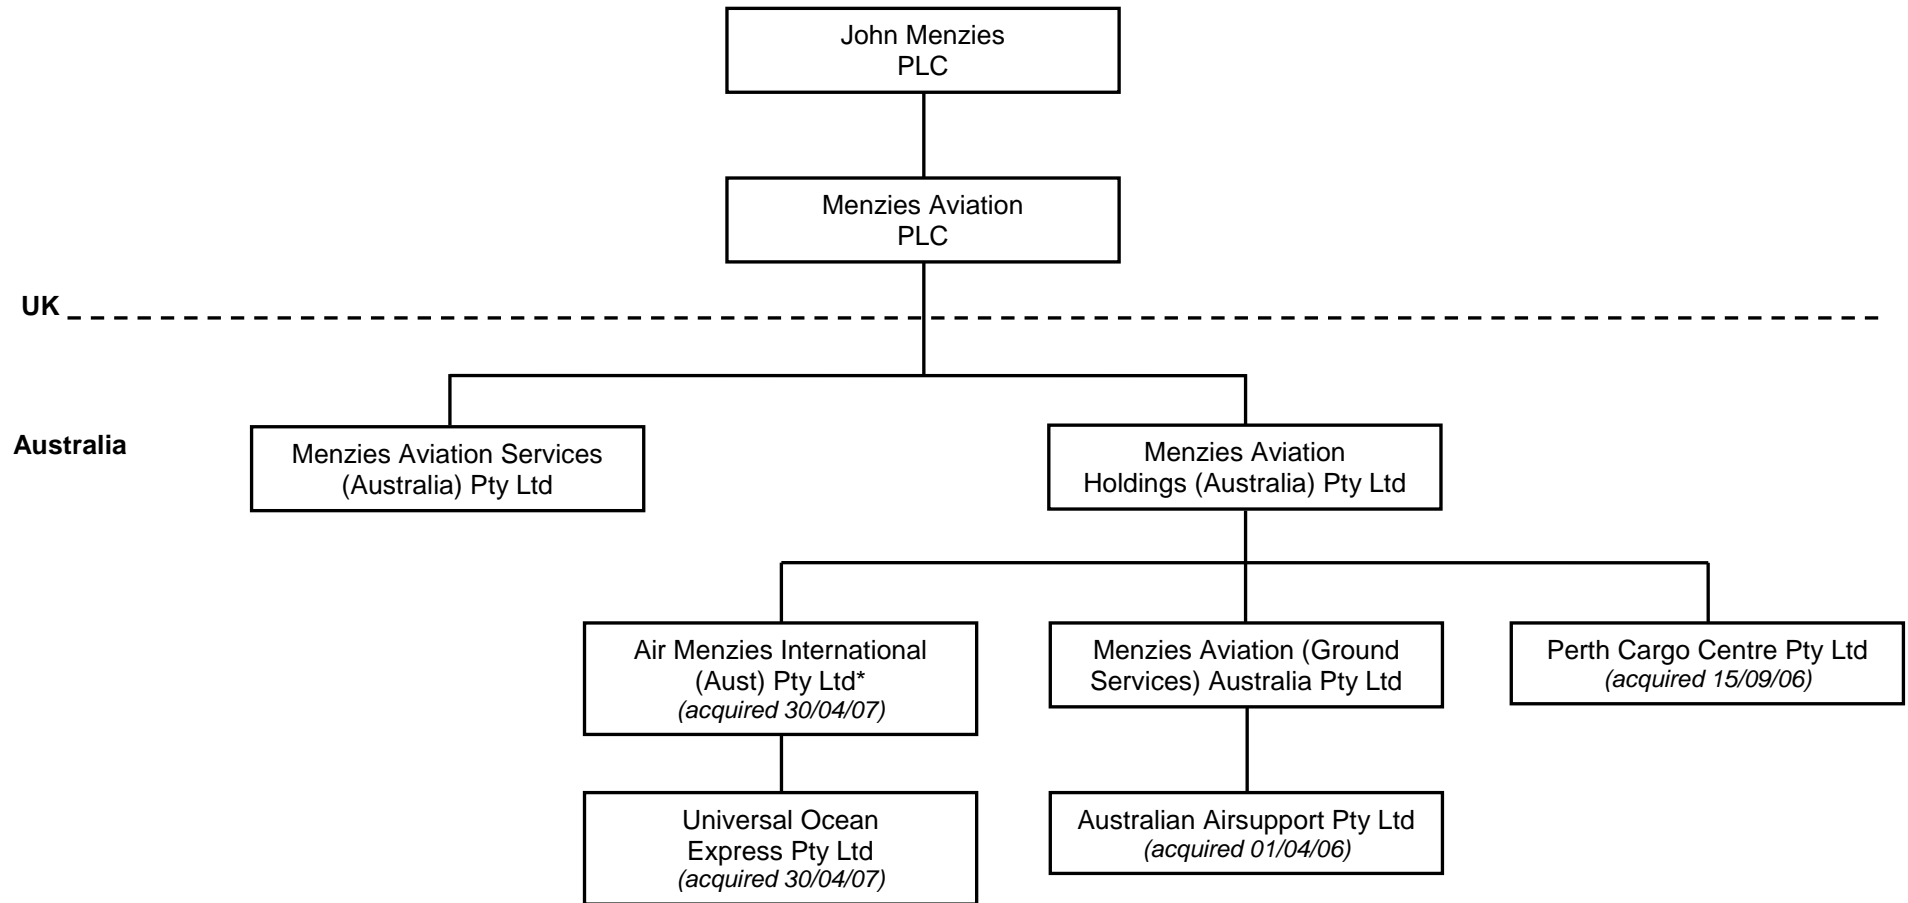 John Menzies
PLC
Menzies Aviation
PLC
UK
Australia
Menzies Aviation Services
(Australia) Pty Ltd
Menzies Aviation
Holdings (Australia) Pty Ltd
Air Menzies International
(Aust) Pty Ltd*
(acquired 30/04/07)
Menzies Aviation (Ground
Services) Australia Pty Ltd
Perth Cargo Centre Pty Ltd
(acquired 15/09/06)
Universal Ocean
Express Pty Ltd
(acquired 30/04/07)
Australian Airsupport Pty Ltd
(acquired 01/04/06)